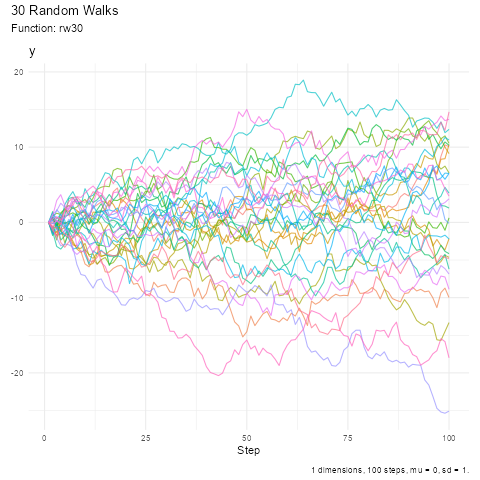 30 Random Walks
Function: rw30
y
20
10
0
-10
-20
0 25 50 75 100
Step
1 dimensions, 100 steps, mu = 0, sd = 1.